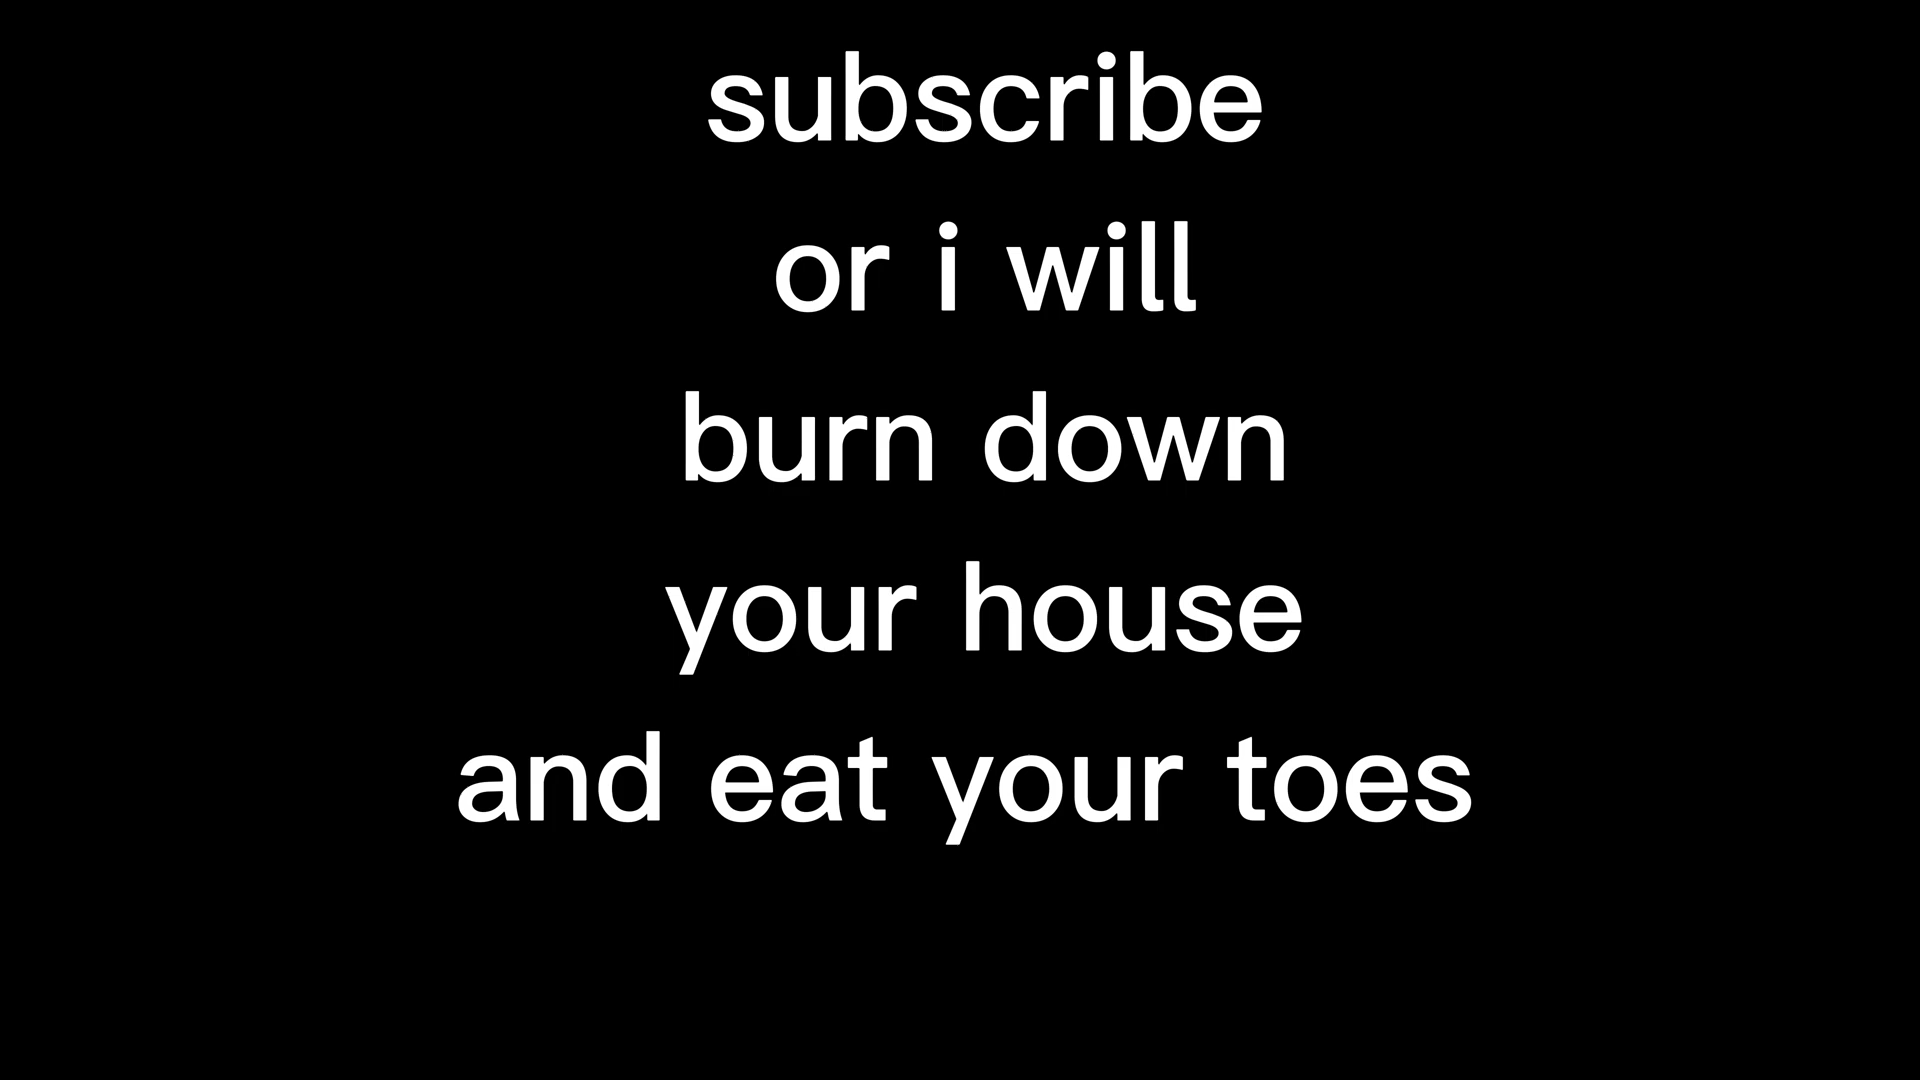 subscribe
or i will
burn down
your house
and eat your toes